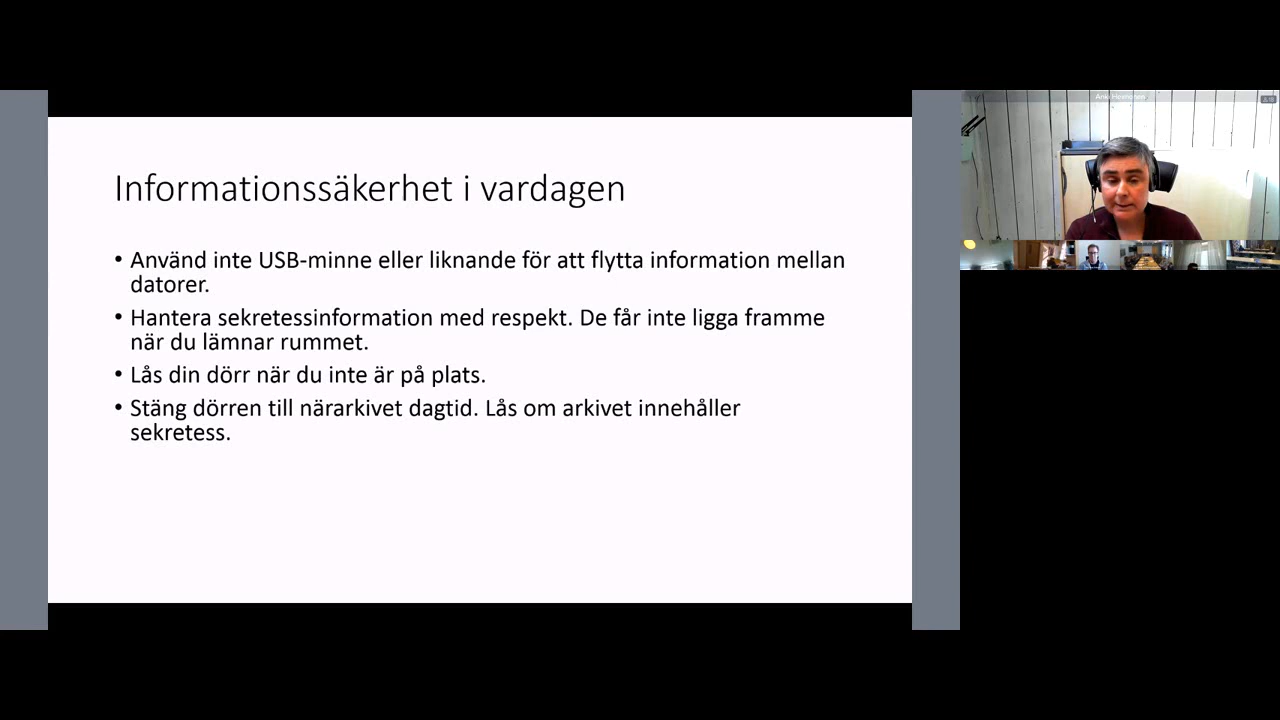 Informationssäkerhet i vardagen
• Använd inte USB-minne eller liknande för att flytta information mellan
datorer.
• Hantera sekretessinformation med respekt. De får inte ligga framme
när du lämnar rummet.
• Lås din dörr när du inte är på plats.
• Stäng dörren till närarkivet dagtid. Lås om arkivet innehåller
sekretess.